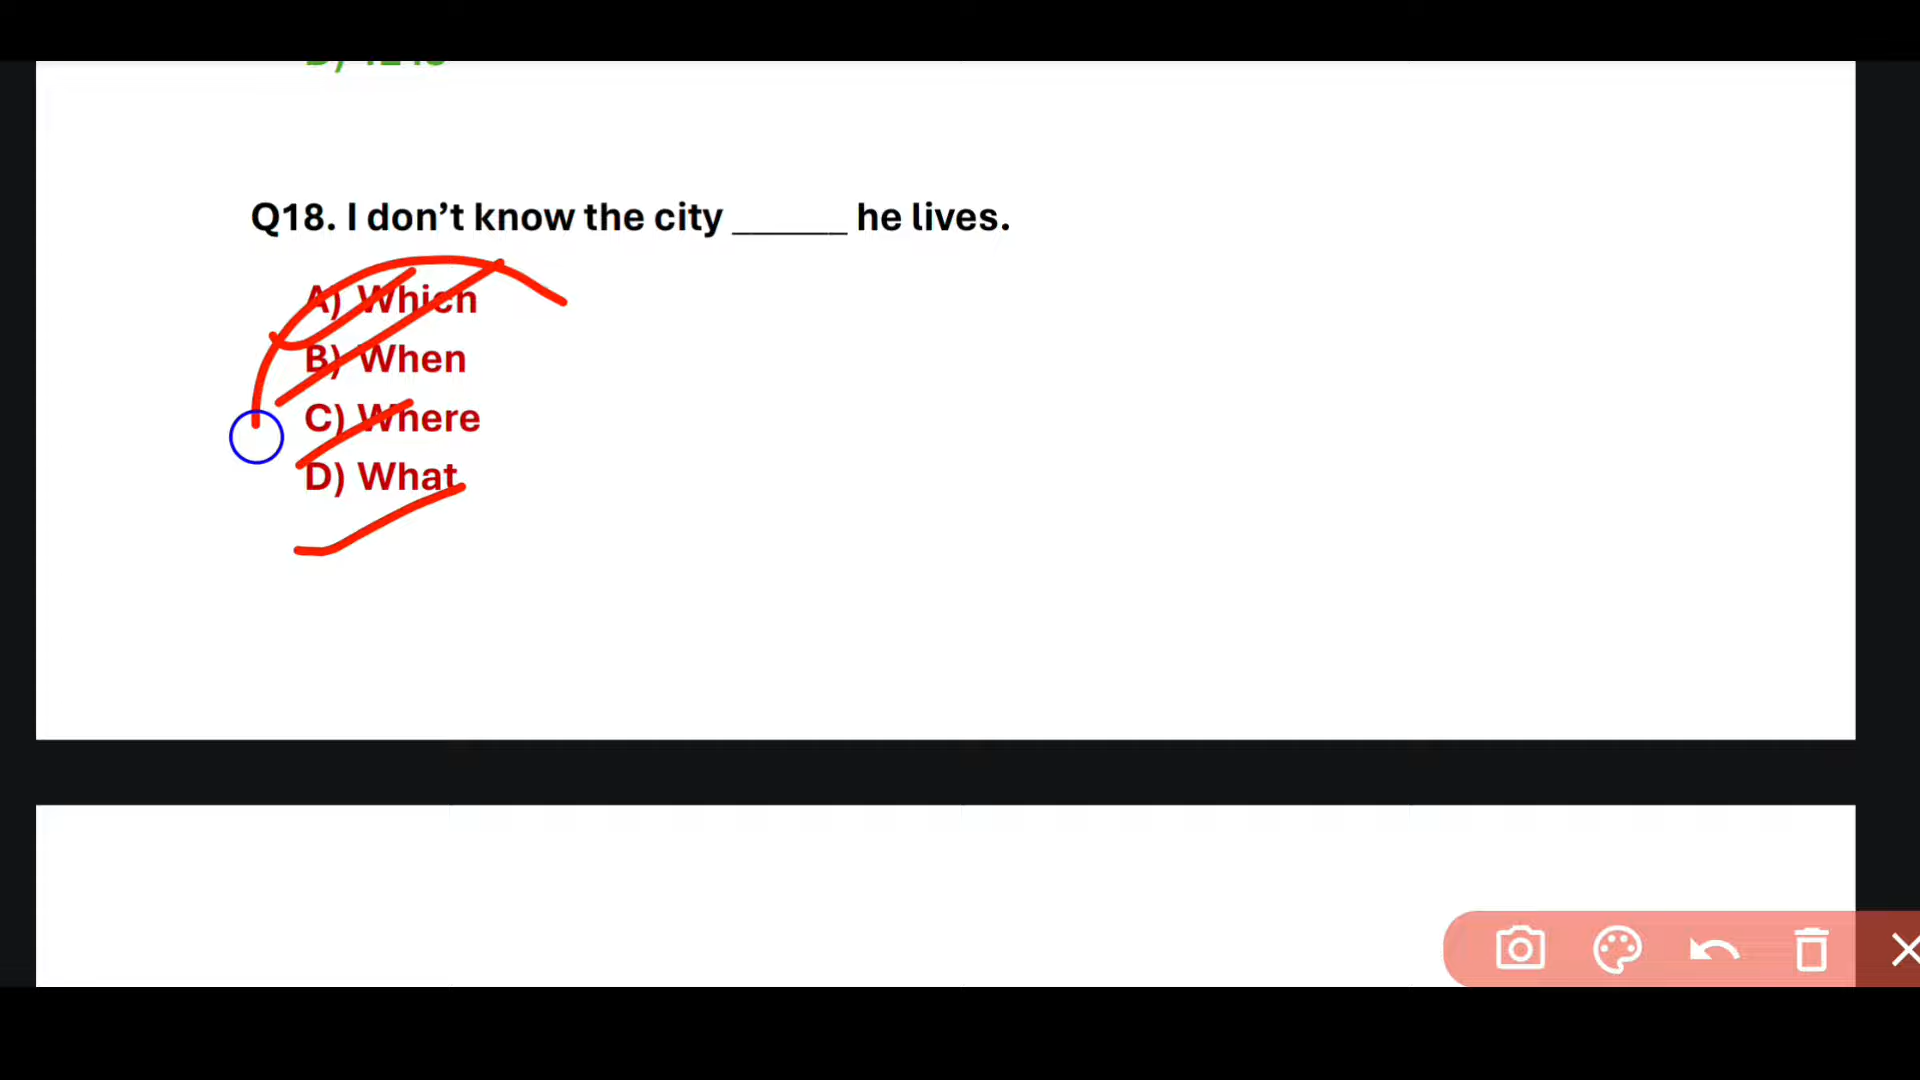 Q18. I don’t know the city ______ he lives.
A) Which
B) When
C) Where
D) What